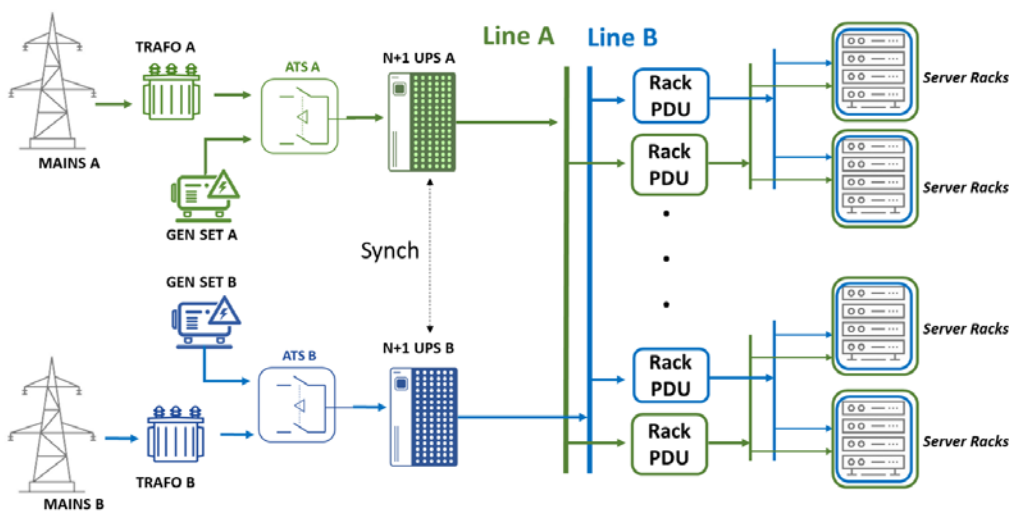 Line A
Line B
TRAFO A
ATS A
N+1 UPS A
Rack
PDU
Server Racks
MAINS A
Rack
PDU
Server Racks
GEN SET A
Synch
GEN SET B
N+1 UPS B
ATS B
Rack
PDU
Server Racks
Rack
PDU
Server Racks
TRAFO B
MAINS B